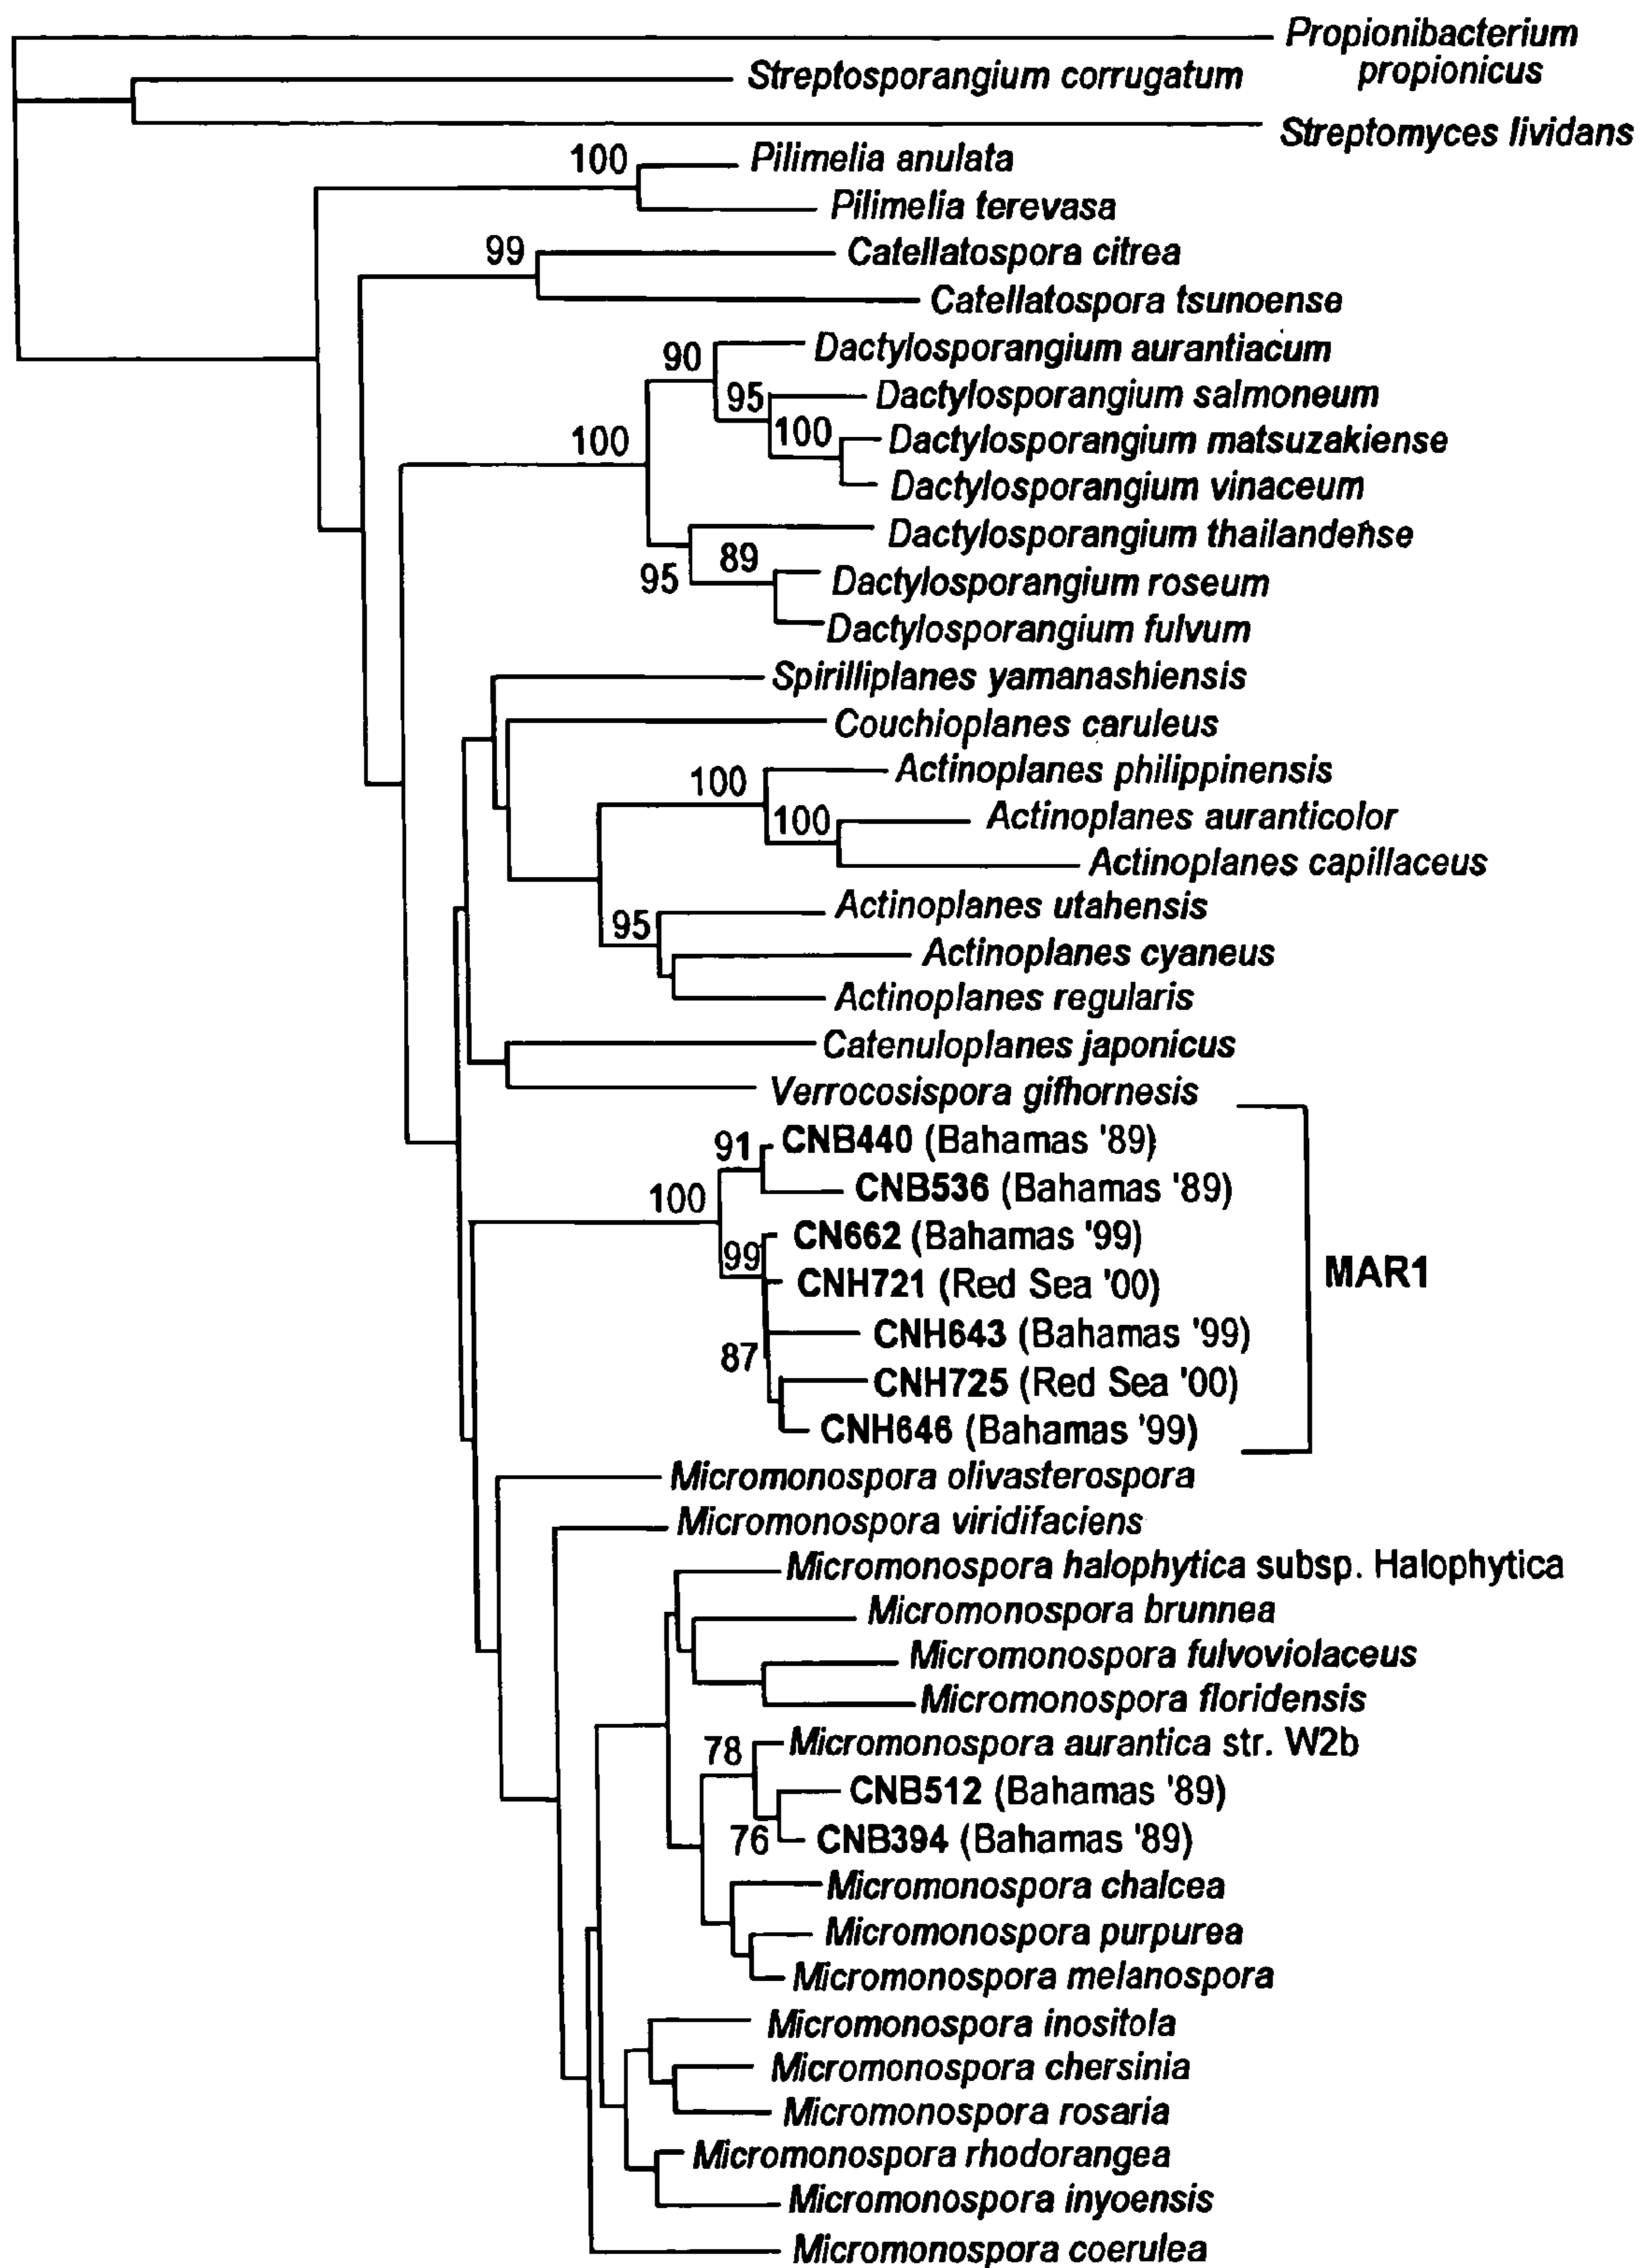 Propionibacterium
propionicus
Streptosporangium corrugatum
Streptomyces lividans
100
Pilimelia anulata
Pilimelia terevasa
99
Catellatospora citrea
Catellatospora tsunoense
Dactylosporangium aurantiacum
90
95
Dactylosporangium salmoneum
100
100
Dactylosporangium matsuzakiense
Dactylosporangium vinaceum
Dactylosporangium thailandense
89
95
Dactylosporangium roseum
Dactylosporangium fulvum
Spirilliplanes yamanashiensis
Couchioplanes caruleus
100
Actinoplanes philippinensis
100
Actinoplanes auranticolor
Actinoplanes capillaceus
Actinoplanes utahensis
95
Actinoplanes cyaneus
Actinoplanes regularis
Catenuloplanes japonicus
Verrocosispora gifhornesis
91
CNB440 (Bahamas '89)
100
CNB536 (Bahamas '89)
CN662 (Bahamas '99)
99
CNH721 (Red Sea '00)
MAR1
CNH643 (Bahamas '99)
87
CNH725 (Red Sea '00)
CNH646 (Bahamas '99)
Micromonospora olivasterospora
Micromonospora viridifaciens
Micromonospora halophytica subsp. Halophytica
Micromonospora brunnea
Micromonospora fulvoviolaceus
Micromonospora floridensis
78
Micromonospora aurantica str. W2b
CNB512 (Bahamas '89)
76
CNB394 (Bahamas '89)
Micromonospora chalcea
Micromonospora purpurea
Micromonospora melanospora
Micromonospora inositola
Micromonospora chersinia
Micromonospora rosaria
Micromonospora rhodorangea
Micromonospora inyoensis
Micromonospora coerulea